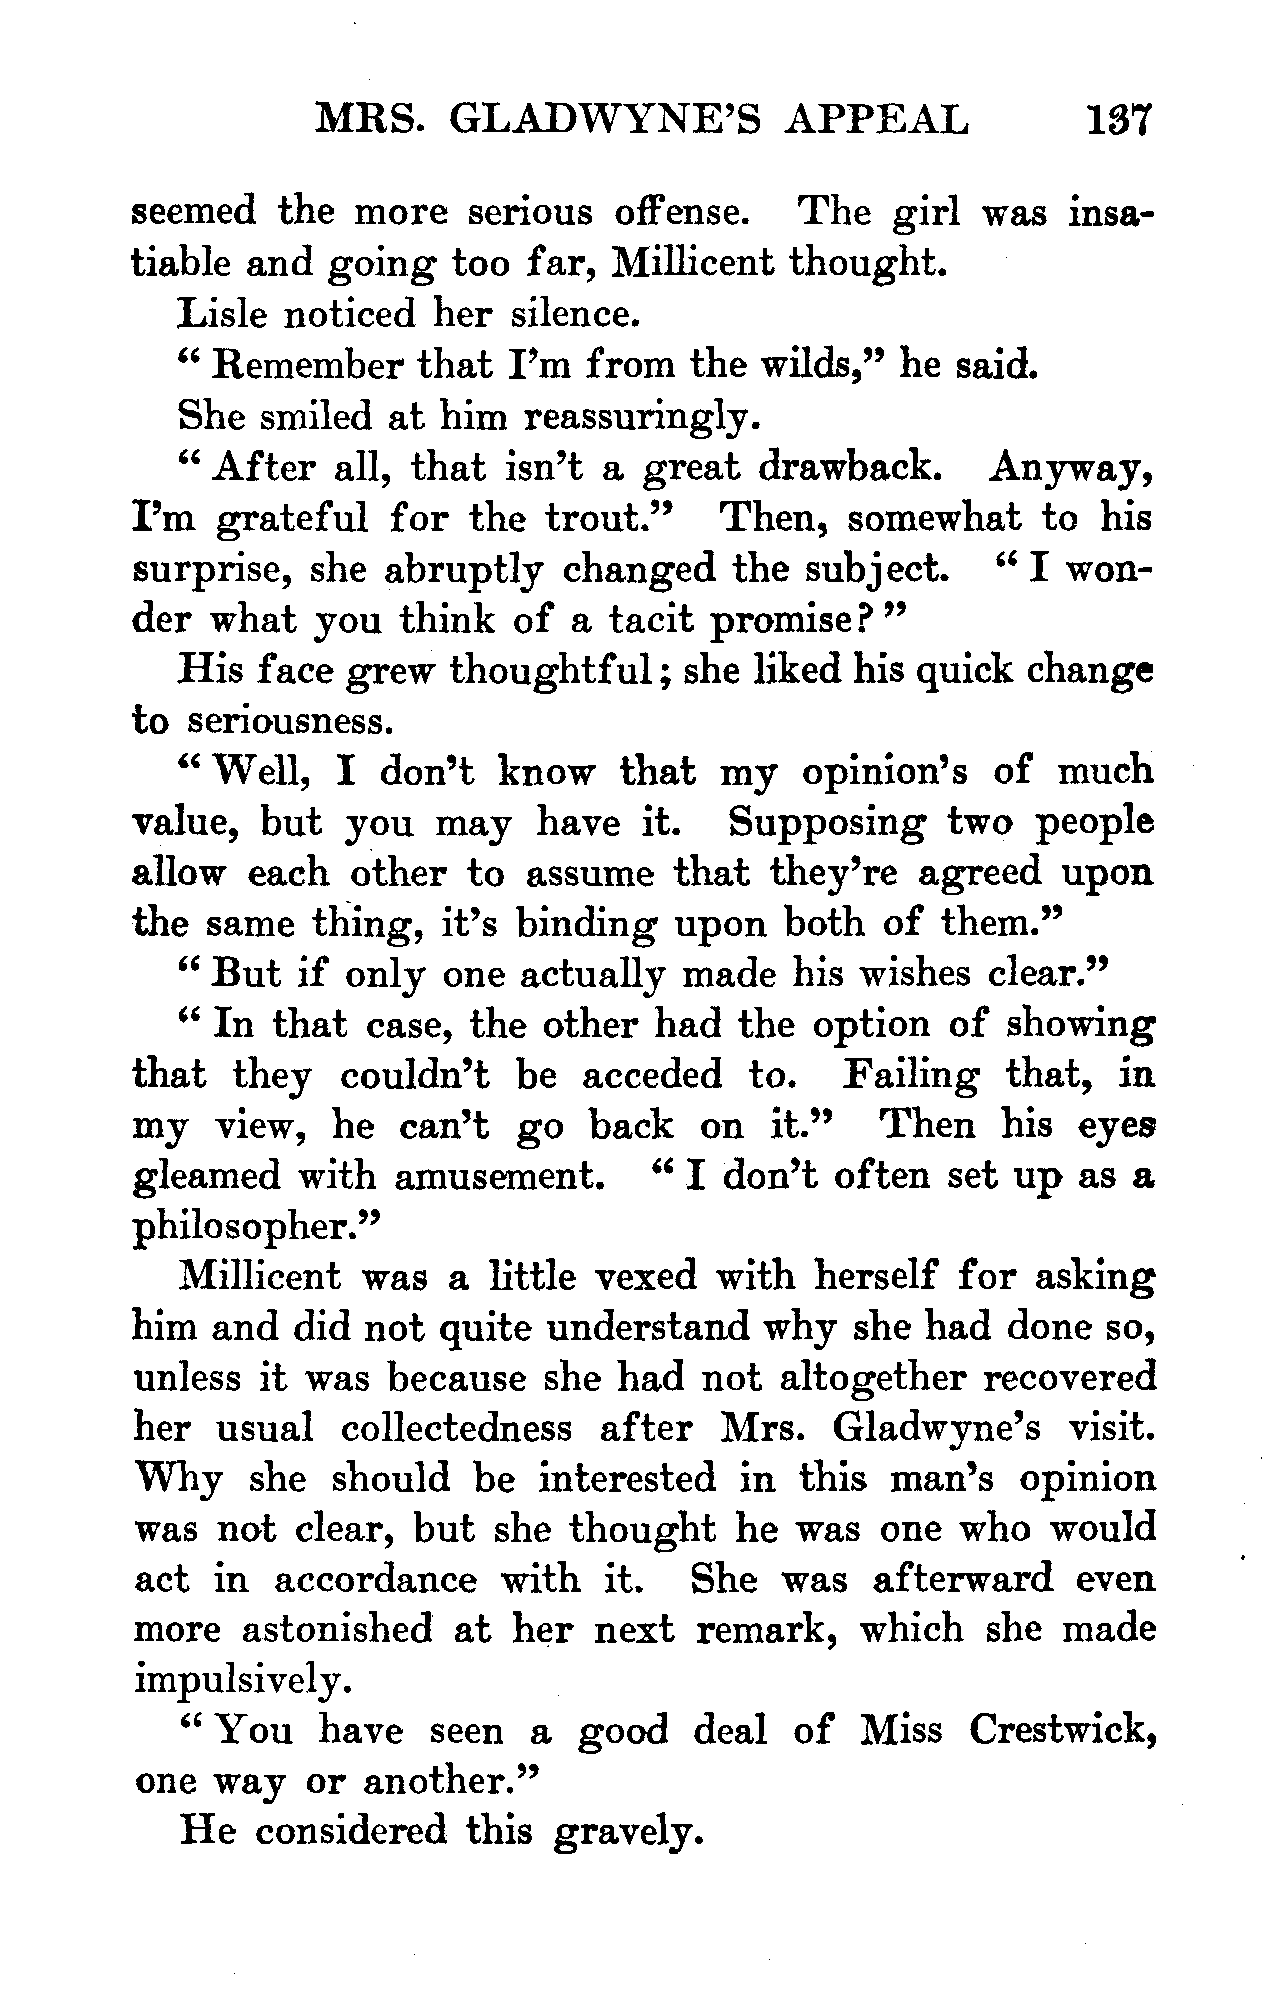 MRS. GLADWYNE'S APPEAL 137
seemed the more serious offense. The girl was insa-
tiable and going too far, Millicent thought.
Lisle noticed her silence.
" Remember that I'm from the wilds," he said.
She smiled at him reassuringly.
" After all, that isn't a great drawback. Anyway,
I'm grateful for the trout." Then, somewhat to his
surprise, she abruptly changed the subject. " I won-
der what you think of a tacit promise? "
His face grew thoughtful; she liked his quick change
to seriousness.
" Well, I don't know that my opinion's of much
value, but you may have it. Supposing two people
allow each other to assume that they're agreed upon
the same thing, it's binding upon both of them."
" But if only one actually made his wishes clear."
" In that case, the other had the option of showing
that they couldn't be acceded to. Failing that, in
my view, he can't go back on it." Then his eyes
gleamed with amusement. " I don't often set up as a
philosopher."
Millicent was a little vexed with herself for asking
him and did not quite understand why she had done so,
unless it was because she had not altogether recovered
her usual collectedness after Mrs. Gladwyne's visit.
Why she should be interested in this man's opinion
was not clear, but she thought he was one who would
act in accordance with it. She was afterward even
more astonished at her next remark, which she made
impulsively.
" You have seen a good deal of Miss Crestwick,
one way or another."
He considered this gravely.